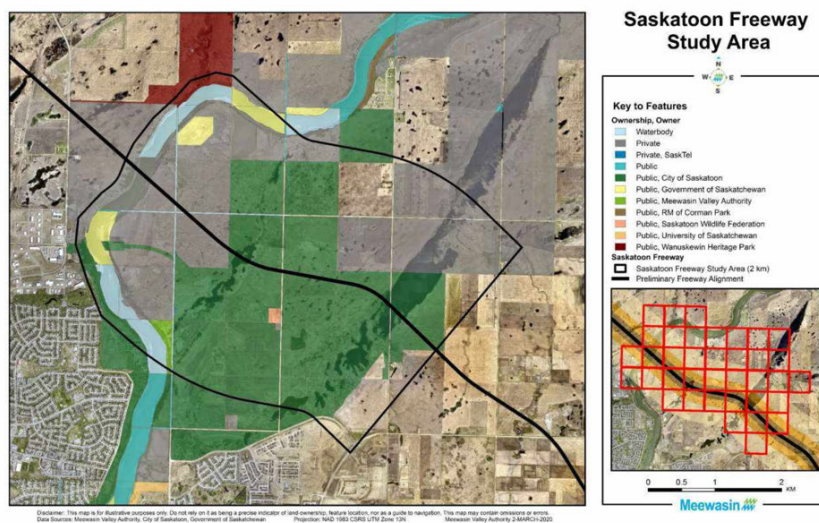 Saskatoon Freeway
Study Area
N
W
E
S
Key to Features
Ownership, Owner
Waterbody
Private
Private, SaskTel
Public
Public, City of Saskatoon
Public, Government of Saskatchewan
Public, Meewasin Valley Authority
Public, RM of Corman Park
Public, Saskatoon Wildlife Federation
Public, University of Saskatchewan
Public, Wanuskewin Heritage Park
Saskatoon Freeway
Saskatoon Freeway Study Area (2 km)
Preliminary Freeway Alignment
0 0.5 1 2
KM
Meewasin
Disclaimer: This map is for illustrative purposes only. Do not rely on it as being a precise indicator of land ownership, feature location, nor as a guide to navigation. This map may contain omissions or errors.
Data Sources: Meewasin Valley Authority, City of Saskatoon, Government of Saskatchewan Projection: NAD 1983 CSRS UTM Zone 13N Meewasin Valley Authority 2-MARCH-2020